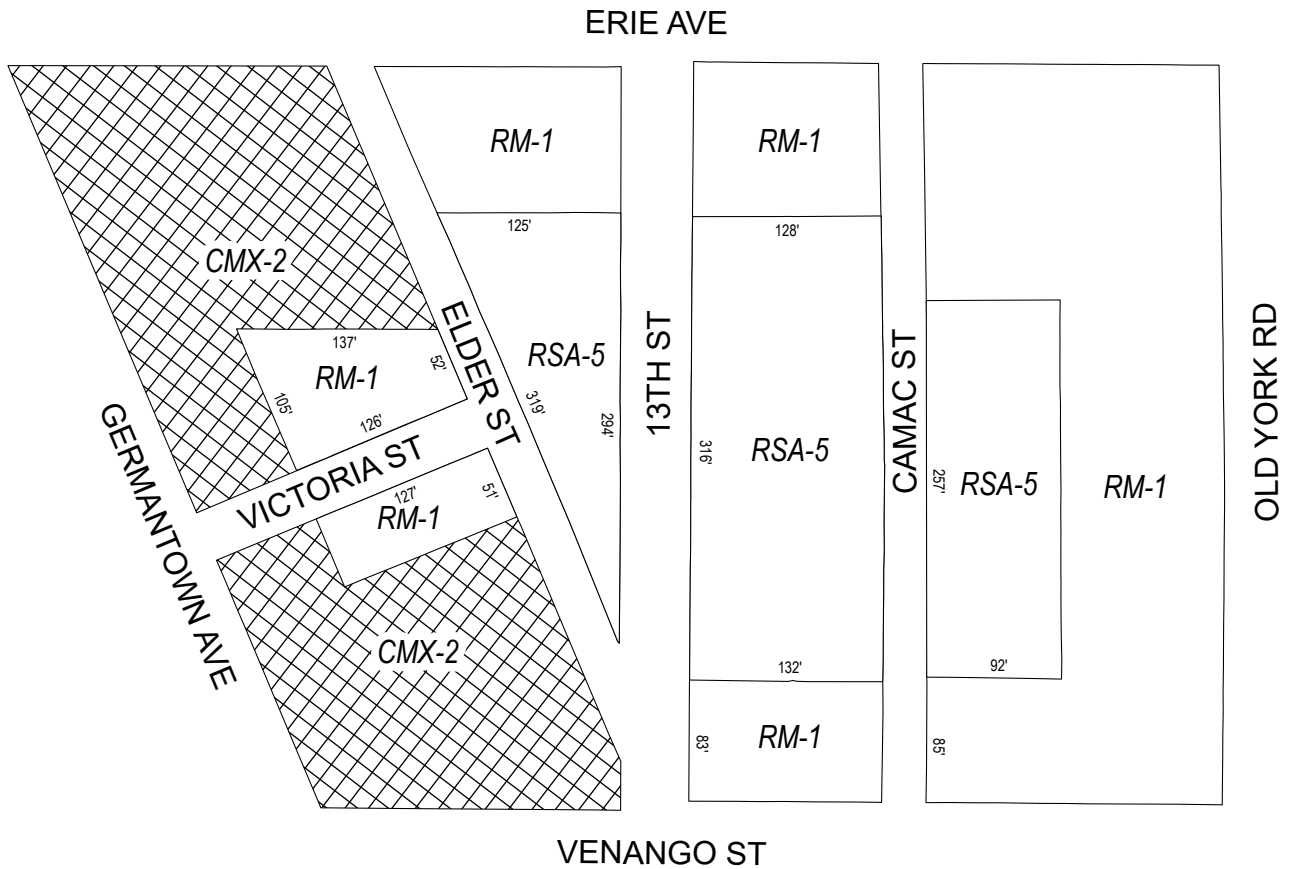 ERIE AVE
RM-1
RM-1
125'
128'
CMX-2
137'
RM-1
52'
105'
126'
ELDER ST
RSA-5
319'
294'
13TH ST
316'
RSA-5
CAMAC ST
257'
RSA-5
RM-1
OLD YORK RD
GERMANTOWN AVE
VICTORIA ST
127'
51'
RM-1
CMX-2
132'
92'
83'
RM-1
85'
VENANGO ST